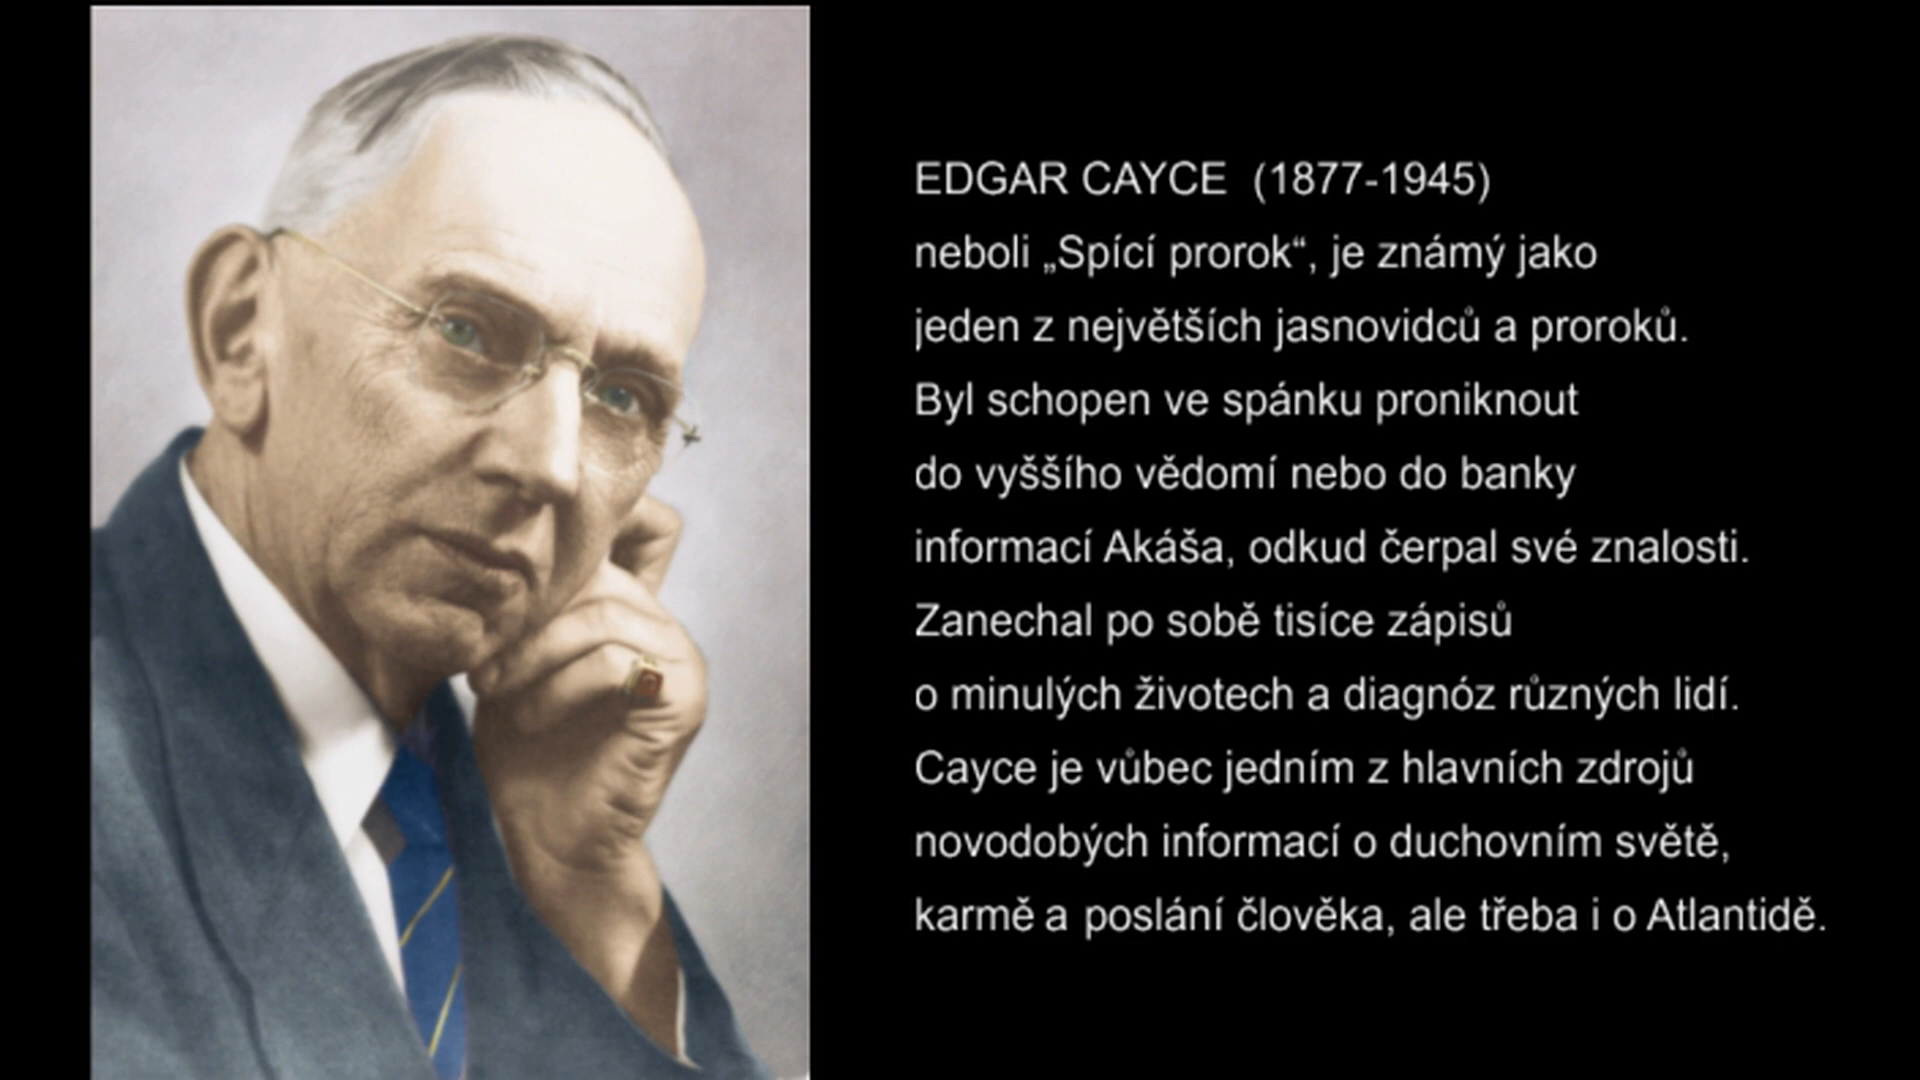 EDGAR CAYCE (1877-1945)
neboli „Spící prorok“, je známý jako
jeden z největších jasnovidců a proroků.
Byl schopen ve spánku proniknout
do vyššího vědomí nebo do banky
informací Akáša, odkud čerpal své znalosti.
Zanechal po sobě tisíce zápisů
o minulých životech a diagnóz různých lidí.
Cayce je vůbec jedním z hlavních zdrojů
novodobých informací o duchovním světě,
karmě a poslání člověka, ale třeba i o Atlantidě.